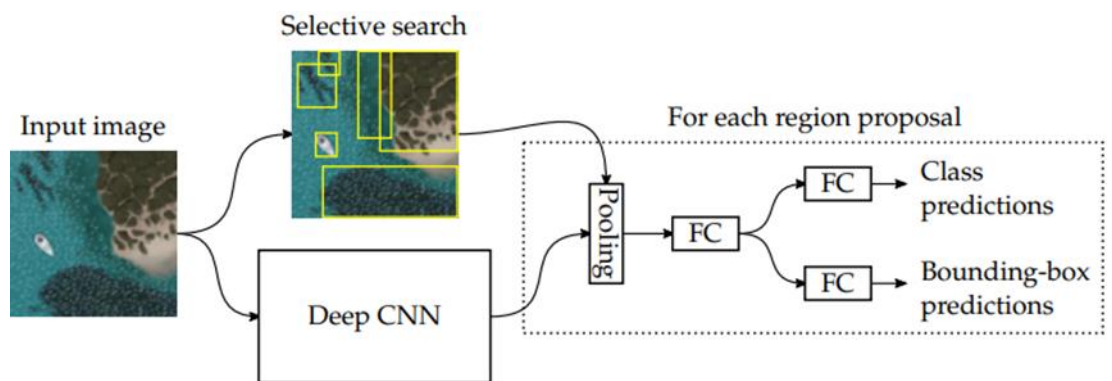 Selective search
Input image
For each region proposal
Pooling
FC
FC
Class
predictions
FC
Bounding-box
predictions
Deep CNN